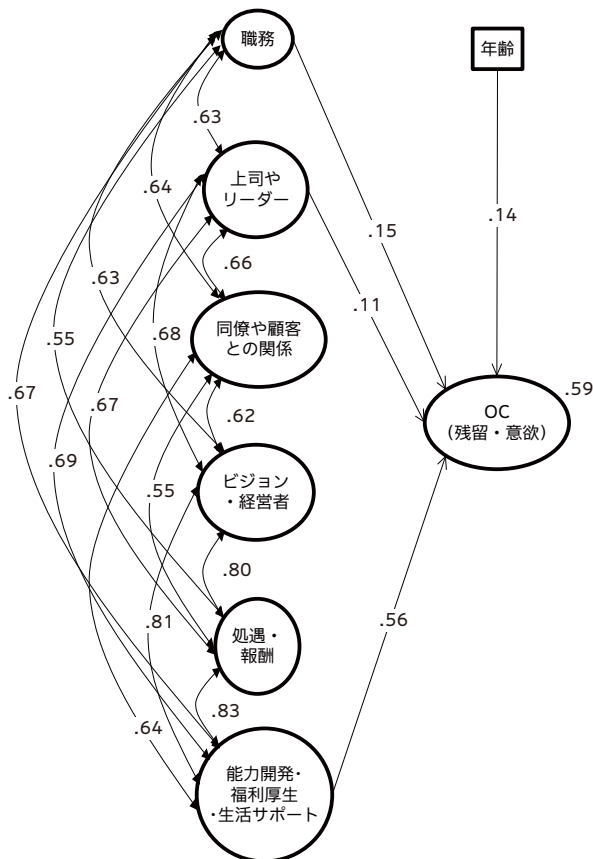 職務
年齢
.63
上司や
リーダー
.64
.14
.15
.66
.63
.11
同僚や顧客
との関係
.68
.55
.67
.59
.67
.62
OC
(残留・意欲)
.69
ビジョン
・経営者
.55
.80
.81
.56
処遇・
報酬
.83
.64
能力開発・
福利厚生
・生活サポート